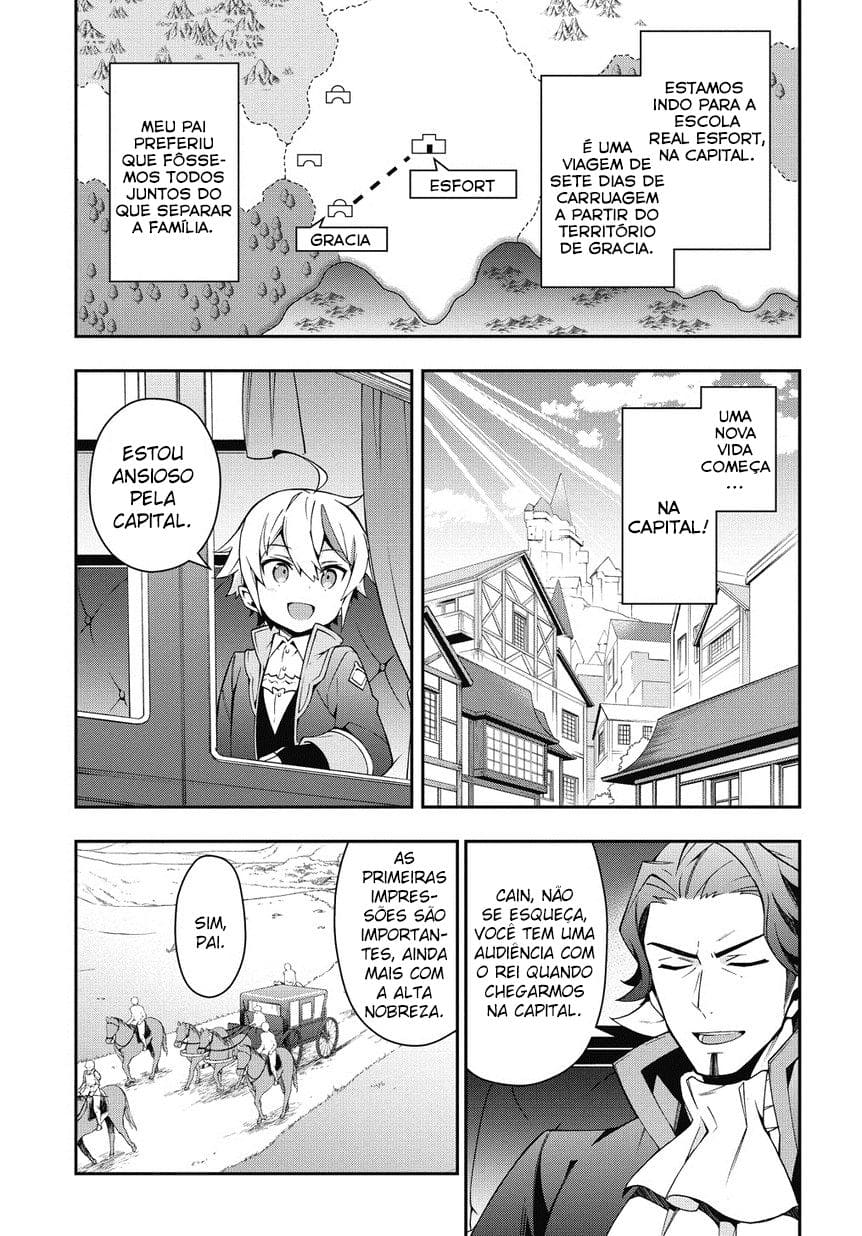 ESTAMOS
INDO PARA A
ESCOLA
REAL ESFORT,
NA CAPITAL.
É UMA
VIAGEM DE
SETE DIAS DE
CARRUAGEM
A PARTIR DO
TERRITÓRIO
DE GRACIA.
ESFORT
GRACIA
MEU PAI
PREFERIU
QUE FÔSSE-
MOS TODOS
JUNTOS DO
QUE SEPARAR
A FAMÍLIA.
UMA
NOVA
VIDA
COMEÇA
...
NA
CAPITAL!
ESTOU
ANSIOSO
PELA
CAPITAL.
CAIN, NÃO
SE ESQUEÇA,
VOCÊ TEM UMA
AUDIÊNCIA COM
O REI QUANDO
CHEGARMOS
NA CAPITAL.
AS
PRIMEIRAS
IMPRES-
SÕES SÃO
IMPORTAN-
TES, AINDA
MAIS COM A
ALTA
NOBREZA.
SIM,
PAI.